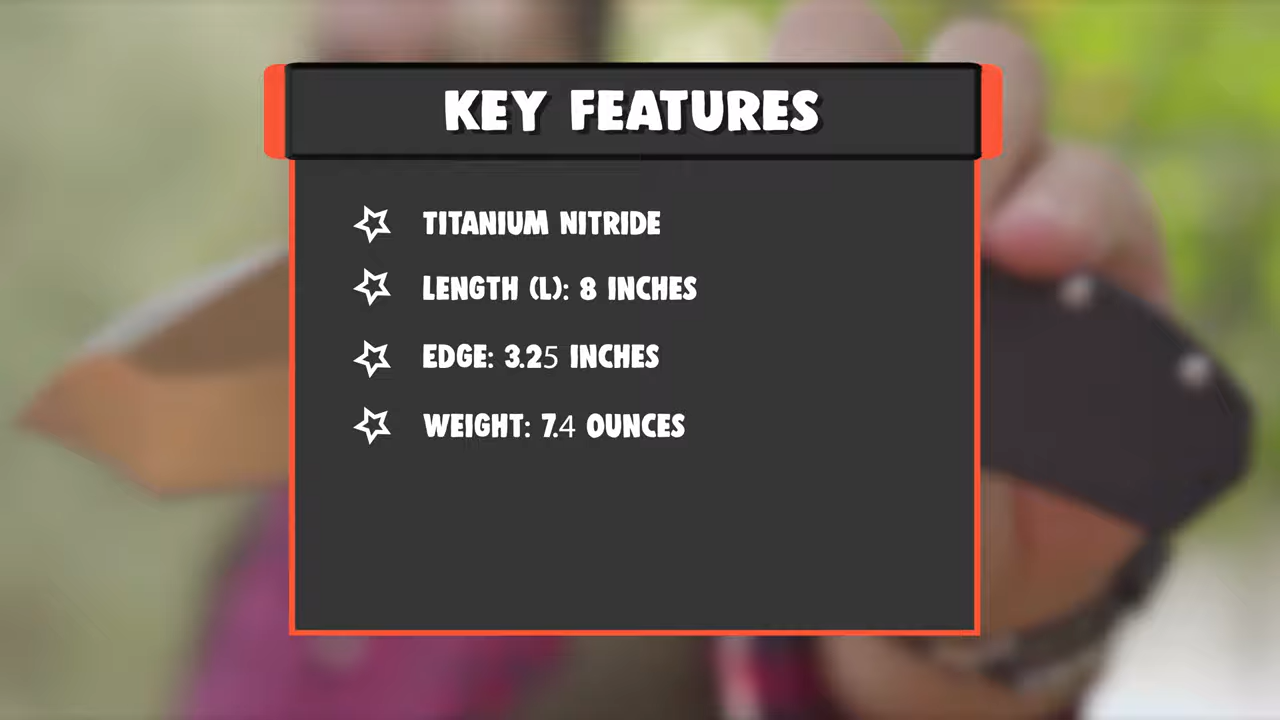 KEY FEATURES
TITANIUM NITRIDE
LENGTH (L): 8 INCHES
EDGE: 3.25 INCHES
WEIGHT: 7.4 OUNCES